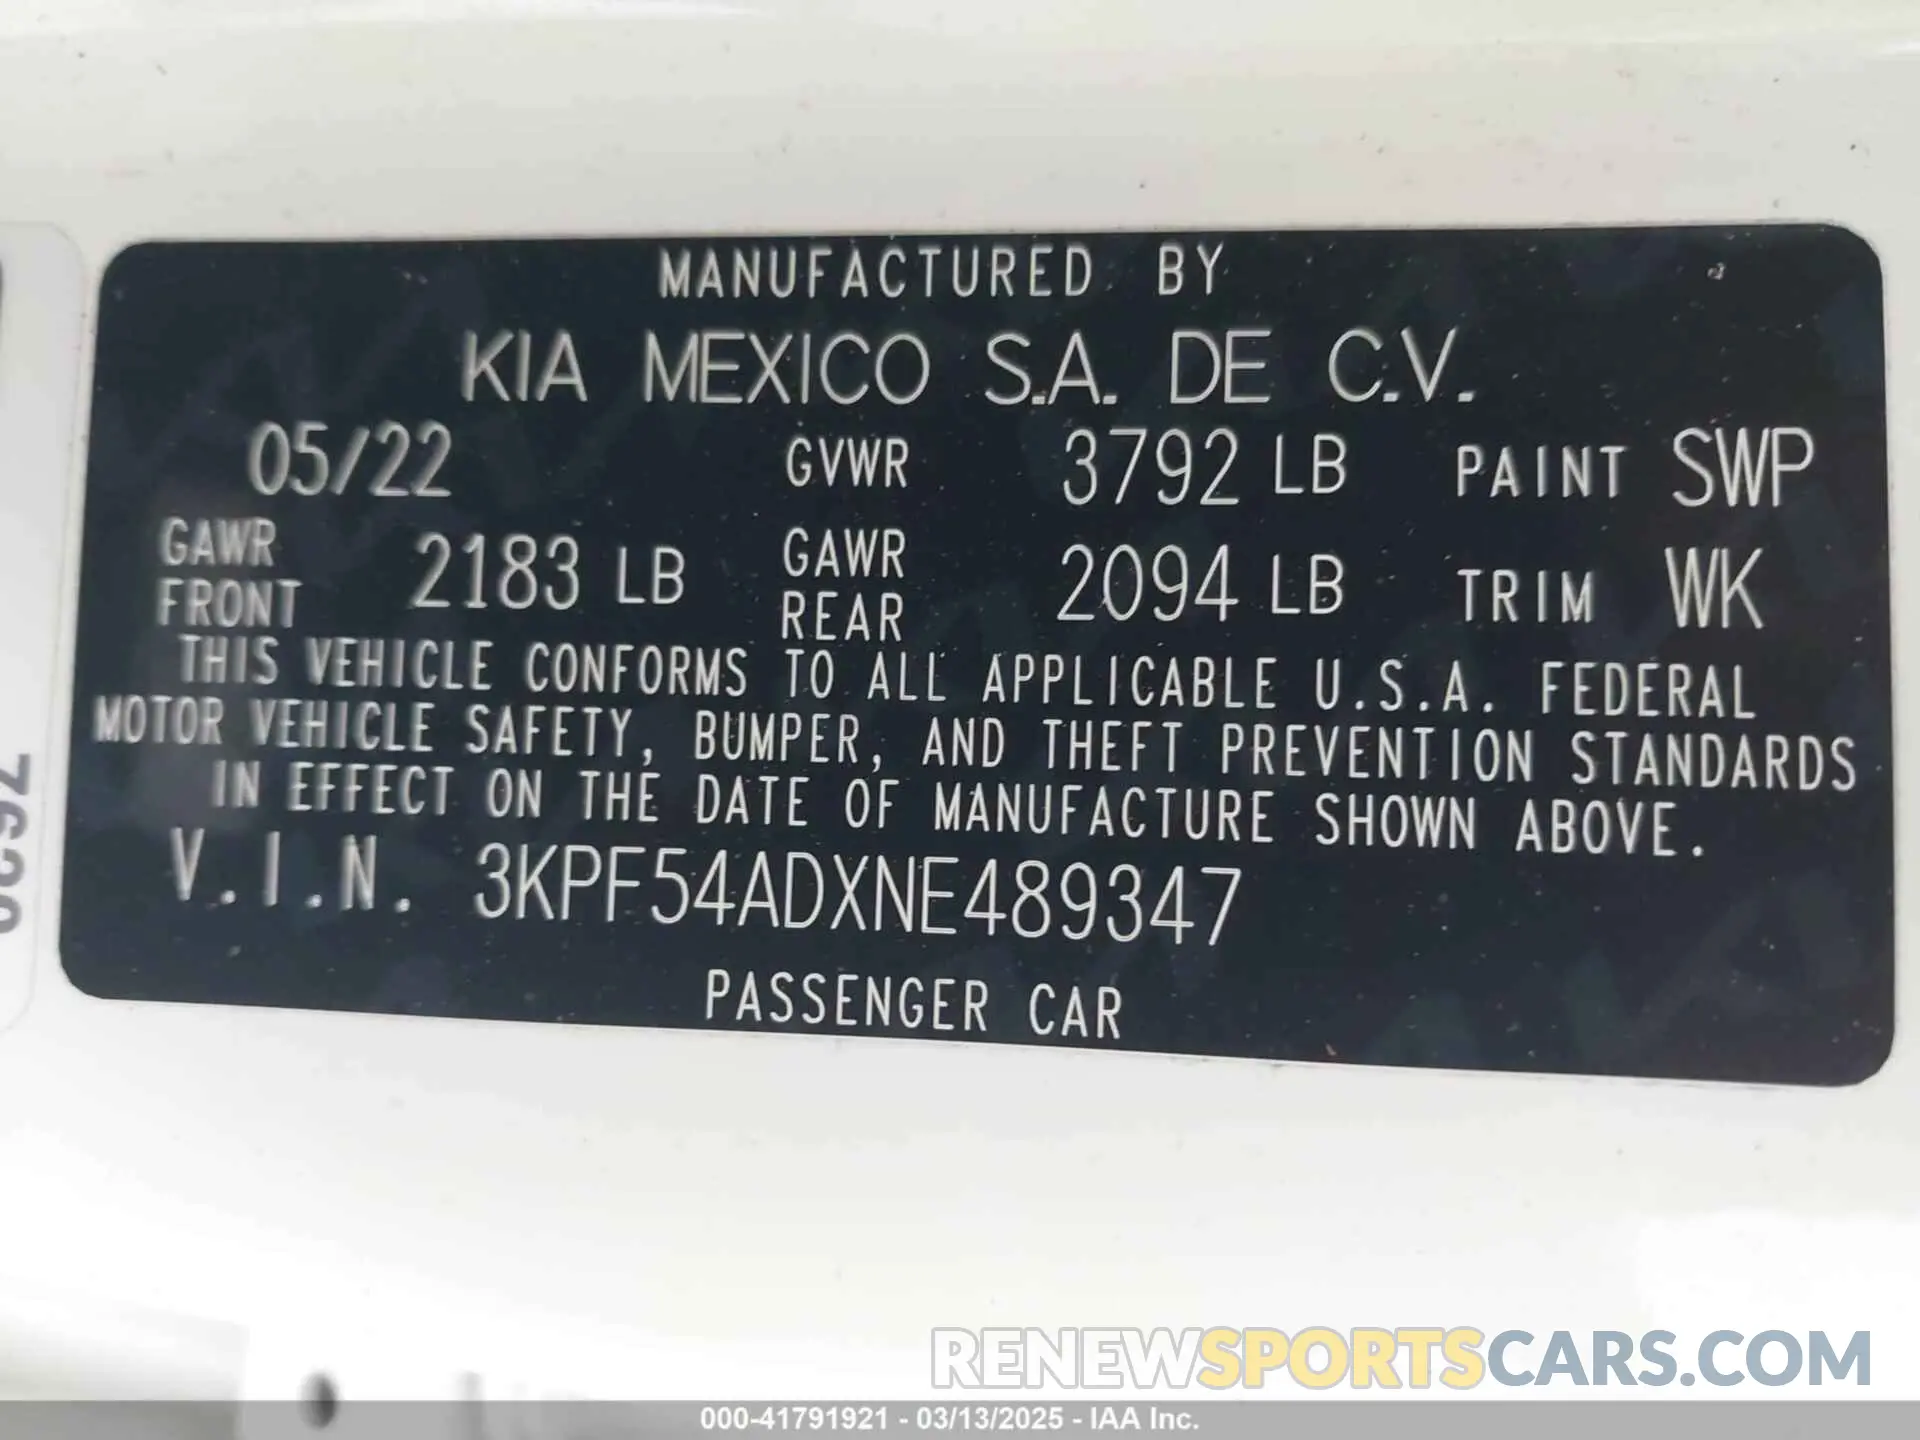 MANUFACTURED BY
KIA MEXICO S.A. DE C.V.
05/22 GVWR 3792 LB PAINT SWP
GAWR FRONT 2183 LB GAWR REAR 2094 LB TRIM WK
THIS VEHICLE CONFORMS TO ALL APPLICABLE U.S.A. FEDERAL
MOTOR VEHICLE SAFETY, BUMPER, AND THEFT PREVENTION STANDARDS
IN EFFECT ON THE DATE OF MANUFACTURE SHOWN ABOVE.
V.I.N. 3KPF54ADXNE489347
PASSENGER CAR
RENEWSPORTSCARS.COM
000-41791921 - 03/13/2025 - IAA Inc.